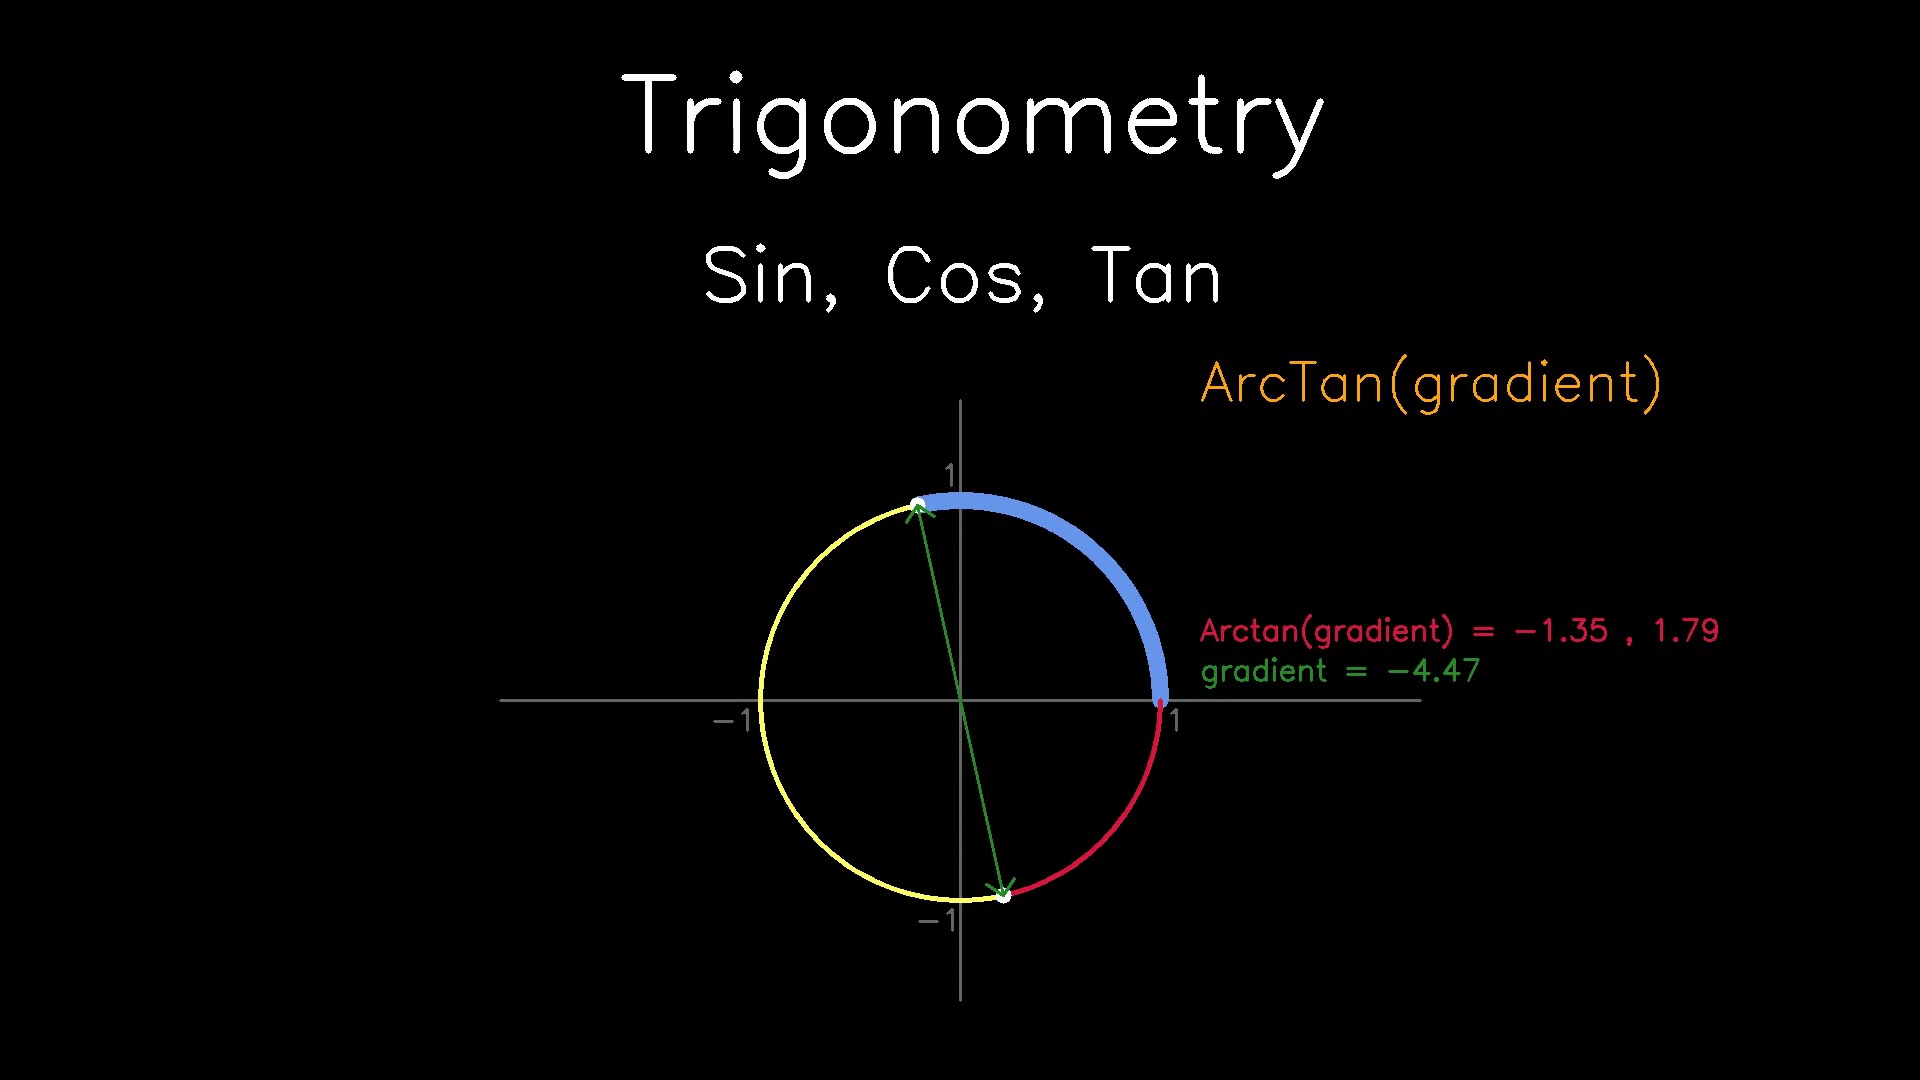 Trigonometry
Sin, Cos, Tan
ArcTan(gradient)
1
Arctan(gradient) = -1.35 , 1.79
gradient = -4.47
-1
1
-1